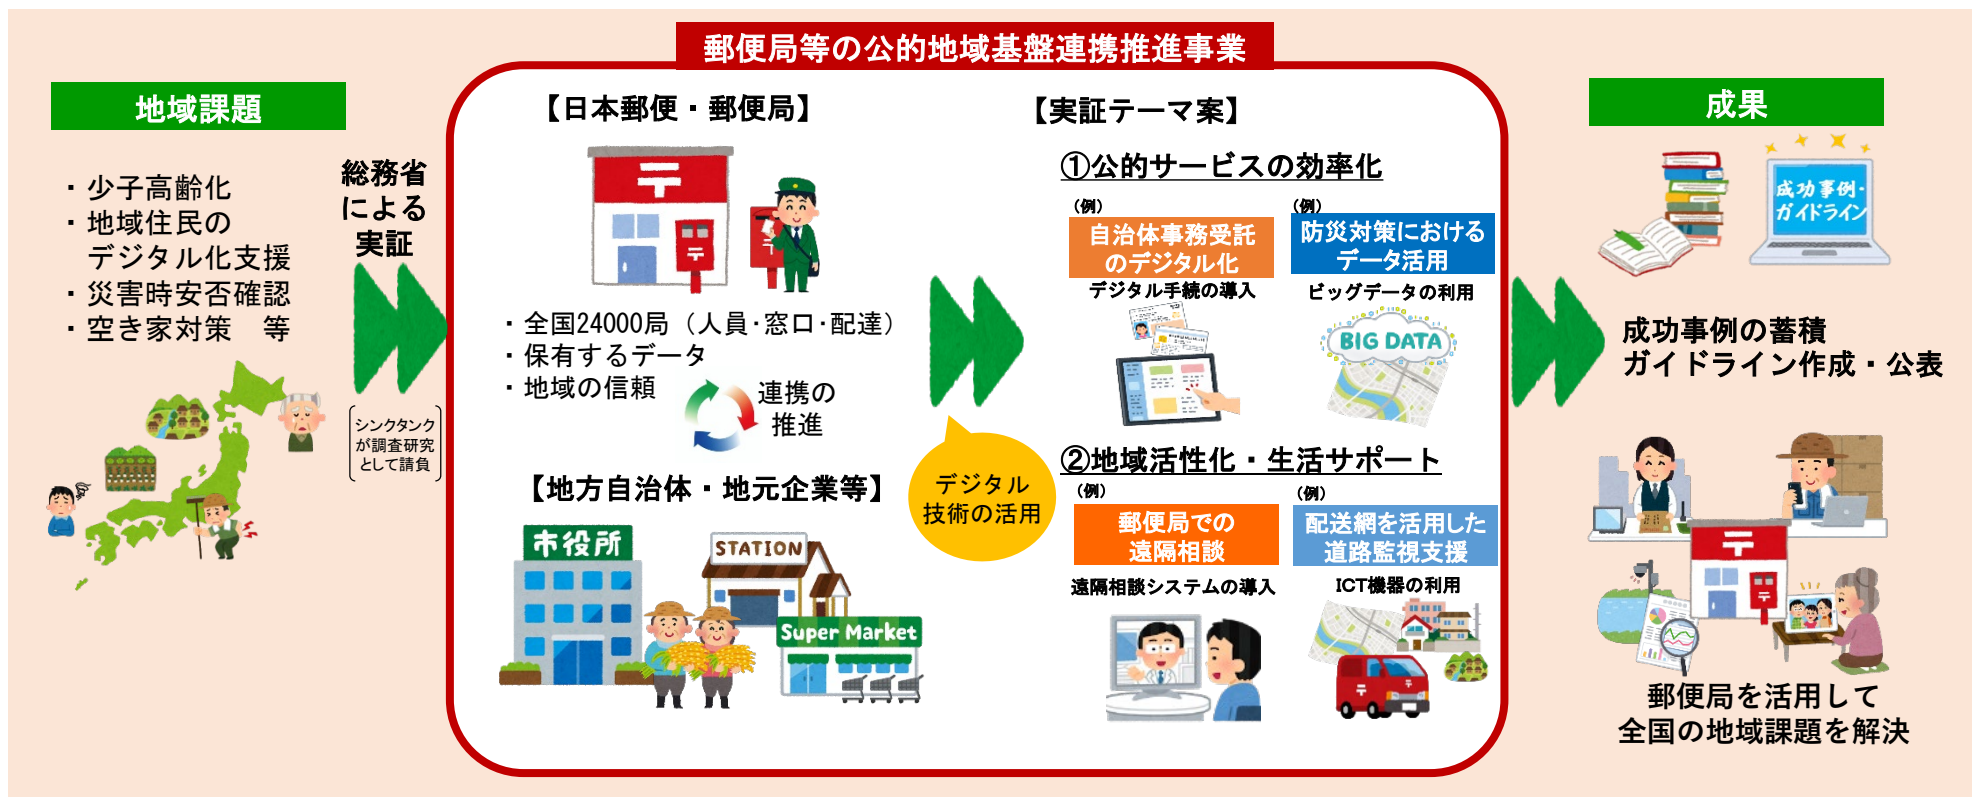 郵便局等の公的地域基盤連携推進事業
地域課題
・少子高齢化
・地域住民の
デジタル化支援
・災害時安否確認
・空き家対策　等
総務省
による
実証
シンクタンク
が調査研究
として請負
【日本郵便・郵便局】
・全国24000局（人員・窓口・配達）
・保有するデータ
・地域の信頼
連携の
推進
【地方自治体・地元企業等】
市役所
STATION
Super Market
デジタル
技術の活用
【実証テーマ案】
①公的サービスの効率化
（例）
自治体事務受託
のデジタル化
デジタル手続の導入
（例）
防災対策における
データ活用
ビッグデータの利用
BIG DATA
②地域活性化・生活サポート
（例）
郵便局での
遠隔相談
遠隔相談システムの導入
（例）
配送網を活用した
道路監視支援
ICT機器の利用
成果
成功事例・
ガイドライン
成功事例の蓄積
ガイドライン作成・公表
郵便局を活用して
全国の地域課題を解決